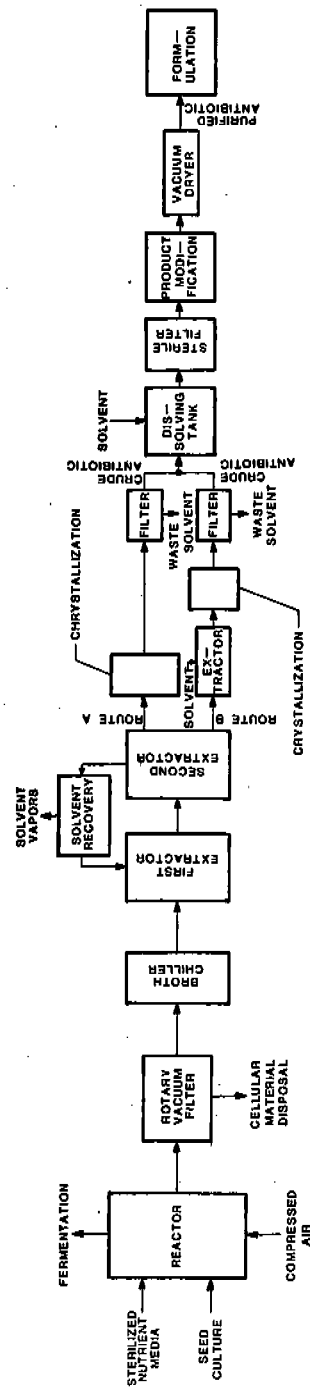 FERMENTATION
STERILIZED
NUTRIENT
MEDIA
SEED
CULTURE
REACTOR
COMPRESSED
AIR
ROTARY
VACUUM
FILTER
CELLULAR
MATERIAL
DISPOSAL
BROTH
CHILLER
FIRST
EXTRACTOR
SOLVENT
VAPORS
SOLVENT
RECOVERY
SECOND
EXTRACTOR
ROUTE A
ROUTE B
CHRYSTALLIZATION
SOLVENT
EX-
TRACTOR
CRYSTALLIZATION
FILTER
WASTE
SOLVENT
FILTER
WASTE
SOLVENT
CRUDE
ANTIBIOTIC
CRUDE
ANTIBIOTIC
SOLVENT
DIS-
SOLVING
TANK
STERILE
FILTER
PRODUCT
MODI-
FICATION
VACUUM
DRYER
PURIFIED
ANTIBIOTIC
FORM-
ULATION